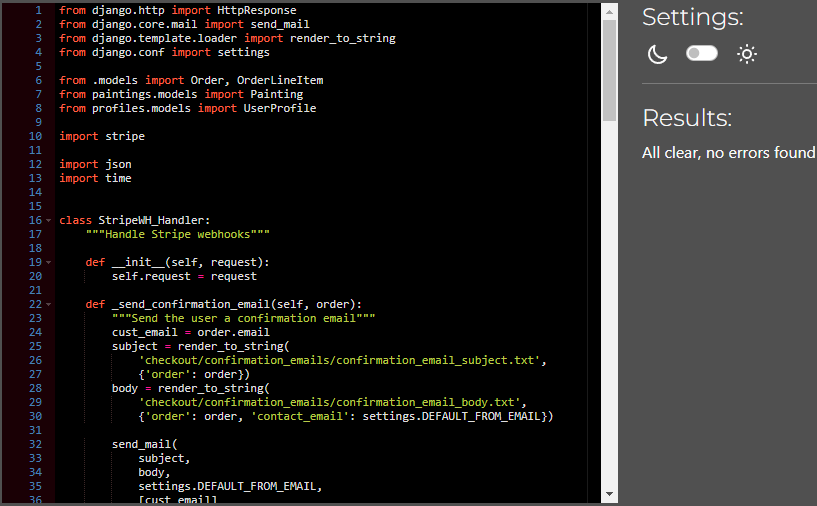 1 from django.http import HttpResponse
2 from django.core.mail import send_mail
3 from django.template.loader import render_to_string
4 from django.conf import settings
5
6 from .models import Order, OrderLineItem
7 from paintings.models import Painting
8 from profiles.models import UserProfile
9
10 import stripe
11
12 import json
13 import time
14
15
16 class StripeWH_Handler:
17     """Handle Stripe webhooks"""
18
19     def __init__(self, request):
20         self.request = request
21
22     def _send_confirmation_email(self, order):
23         """Send the user a confirmation email"""
24         cust_email = order.email
25         subject = render_to_string(
26             'checkout/confirmation_emails/confirmation_email_subject.txt',
27             {'order': order})
28         body = render_to_string(
29             'checkout/confirmation_emails/confirmation_email_body.txt',
30             {'order': order, 'contact_email': settings.DEFAULT_FROM_EMAIL})
31
32         send_mail(
33             subject,
34             body,
35             settings.DEFAULT_FROM_EMAIL,
36             [cust_email]
Settings:
Results:
All clear, no errors found